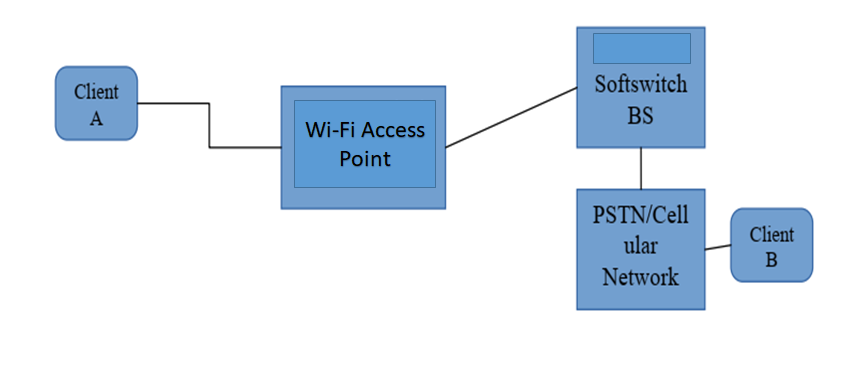 Client
A
Wi-Fi Access
Point
Softswitch
BS
PSTN/Cell
ular
Network
Client
B